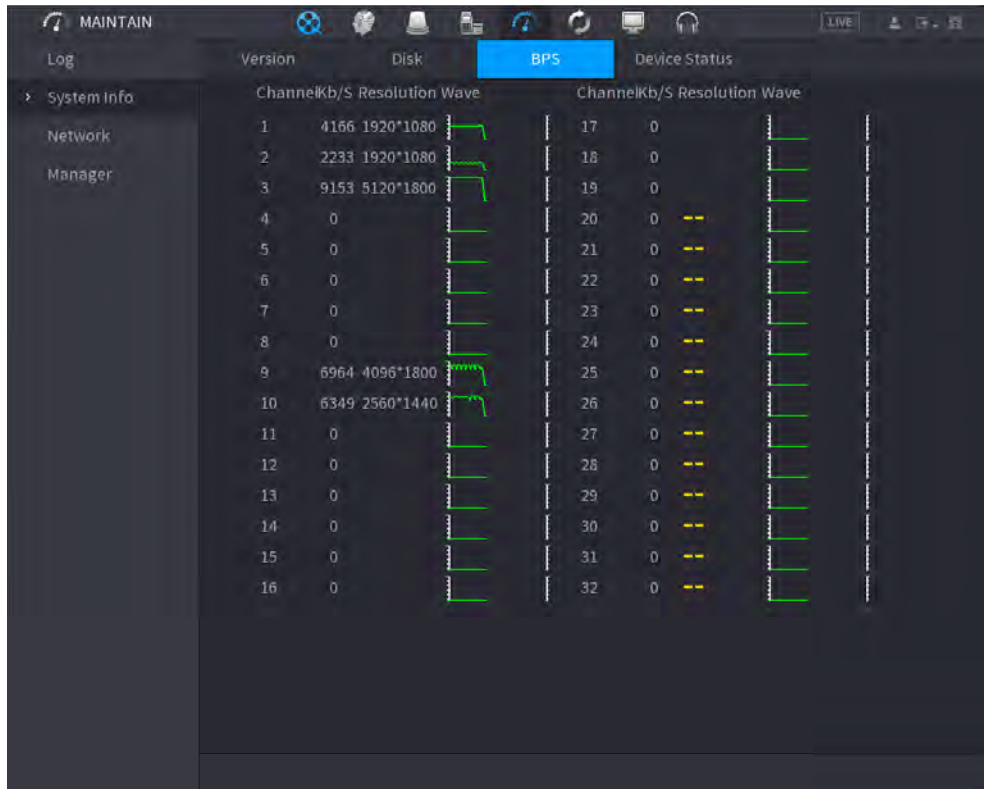 MAINTAIN LIVE
Log Version Disk BPS Device Status
System Info ChannelKb/S Resolution Wave ChannelKb/S Resolution Wave
1 4166 1920*1080 17 0
Network
2 2233 1920*1080 18 0
Manager
3 9153 5120*1800 19 0
4 0 20 0 --
5 0 21 0 --
6 0 22 0 --
7 0 23 0 --
8 0 24 0 --
9 6964 4096*1800 25 0 --
10 6349 2560*1440 26 0 --
11 0 27 0 --
12 0 28 0 --
13 0 29 0 --
14 0 30 0 --
15 0 31 0 --
16 0 32 0 --